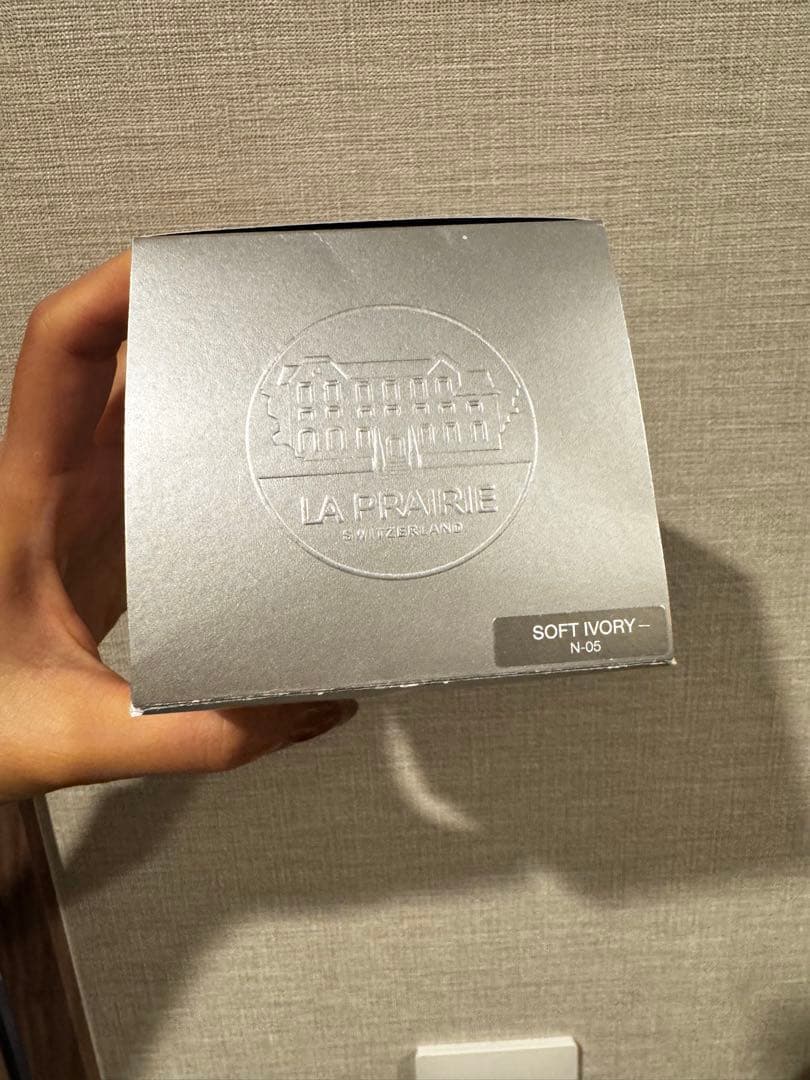 LA PRAIRIE
SWITZERLAND
SOFT IVORY –
N-05